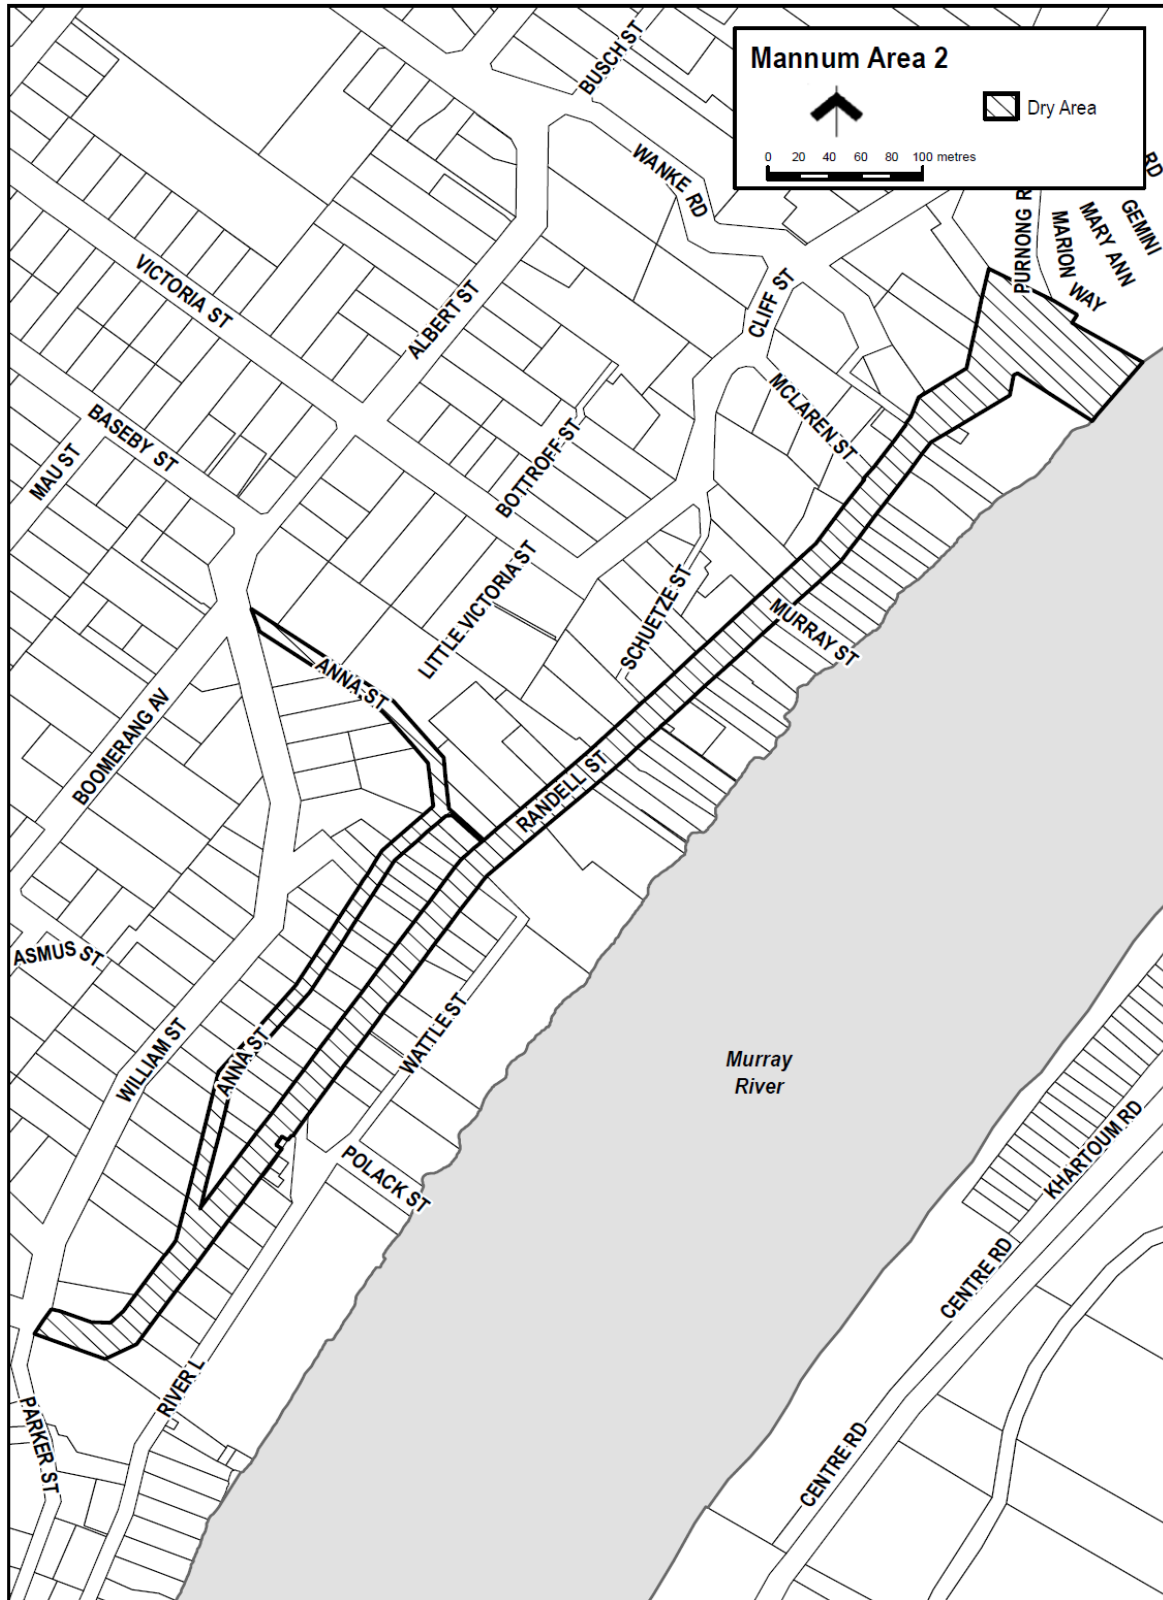 Mannum Area 2
Dry Area
0 20 40 60 80 100 metres
BUSCH ST
WANKE RD
RD
GEMINI
MARY ANN
MARION WAY
PURNONG R
VICTORIA ST
ALBERT ST
CLIFF ST
MCLAREN ST
BASEBY ST
MAU ST
BOTTROFF ST
LITTLE VICTORIA ST
SCHUETZE ST
MURRAY ST
ANNA ST
BOOMERANG AV
RANDELL ST
ASMUS ST
WILLIAM ST
ANNA ST
WATTLE ST
Murray
River
POLACK ST
KHARTOUM RD
CENTRE RD
RIVER L
PARKER ST
CENTRE RD